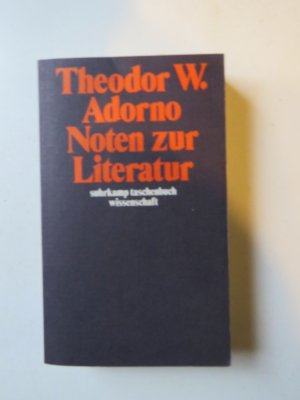 Theodor W.
Adorno
Noten zur
Literatur
suhrkamp taschenbuch
wissenschaft